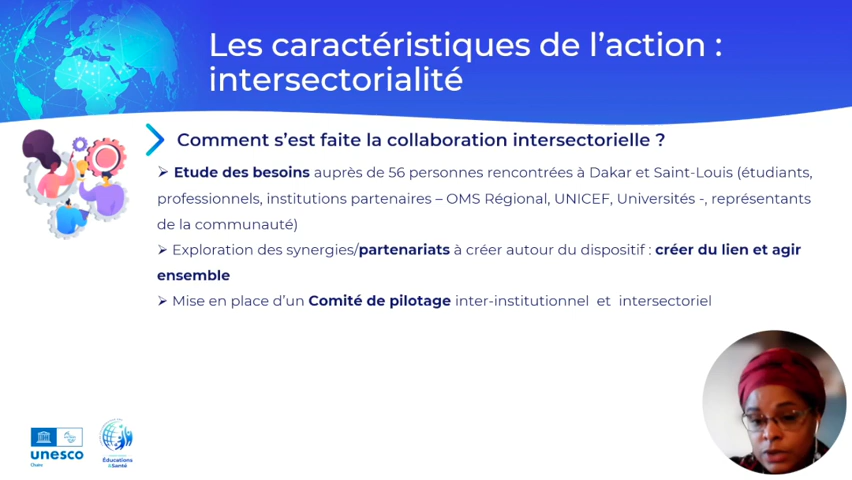 Les caractéristiques de l’action :
intersectorialité
Comment s’est faite la collaboration intersectorielle ?
➢ Etude des besoins auprès de 56 personnes rencontrées à Dakar et Saint-Louis (étudiants,
professionnels, institutions partenaires – OMS Régional, UNICEF, Universités -, représentants
de la communauté)
➢ Exploration des synergies/partenariats à créer autour du dispositif : créer du lien et agir
ensemble
➢ Mise en place d’un Comité de pilotage inter-institutionnel et intersectoriel
unesco
Chaire
Éducations
&Santé